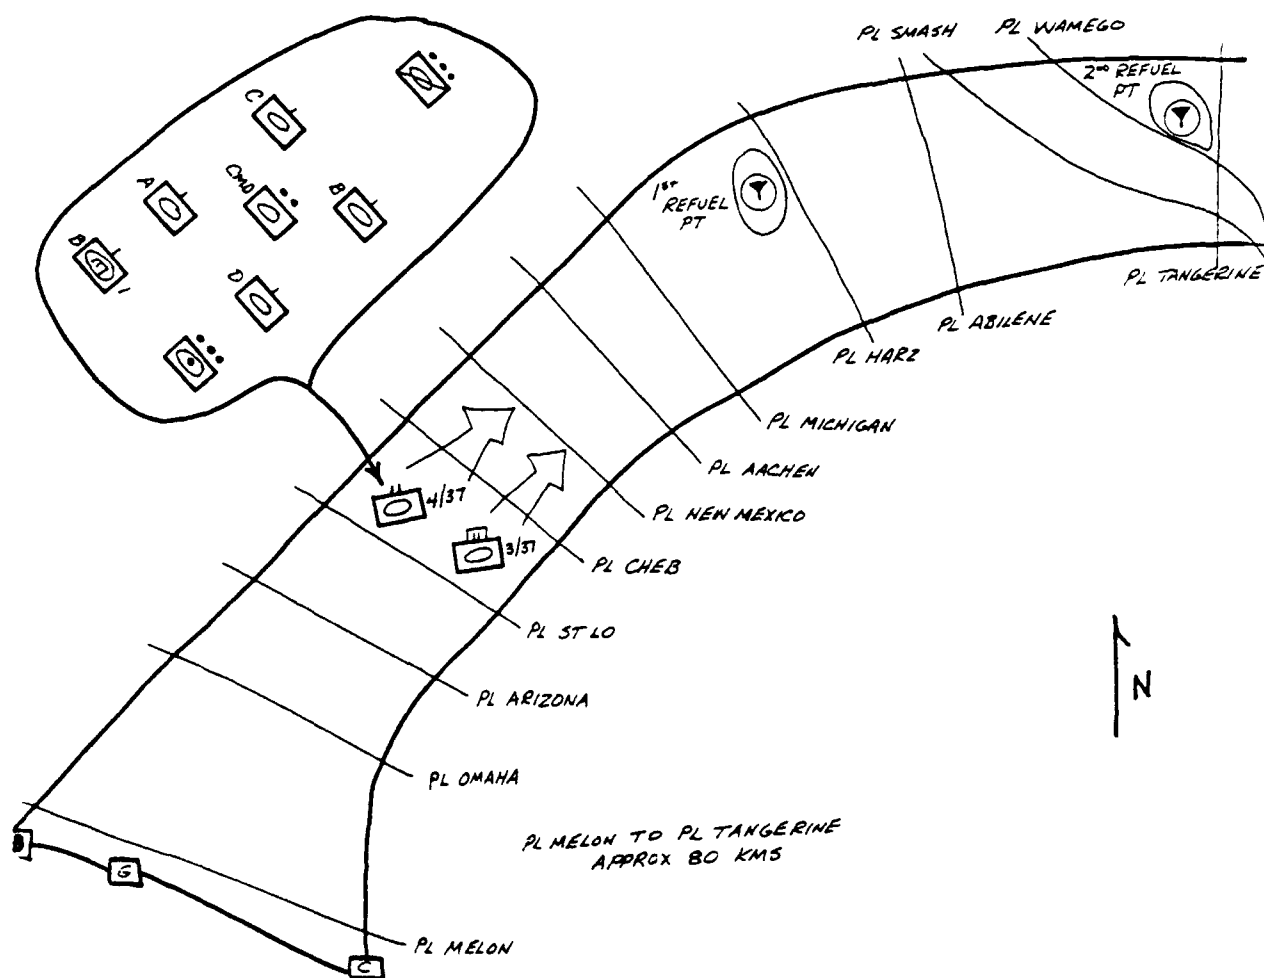 PL SMASH
PL WAMEGO
2ND REFUEL
PT
C
A
CMD
B
B
1
D
1st
REFUEL
PT
PL TANGERINE
PL ABILENE
PL HARZ
PL MICHIGAN
PL AACHEN
4/37
PL NEW MEXICO
3/37
PL CHEB
PL ST LO
N
PL ARIZONA
PL OMAHA
PL MELON TO PL TANGERINE
APPROX 80 KMS
B
G
PL MELON
C